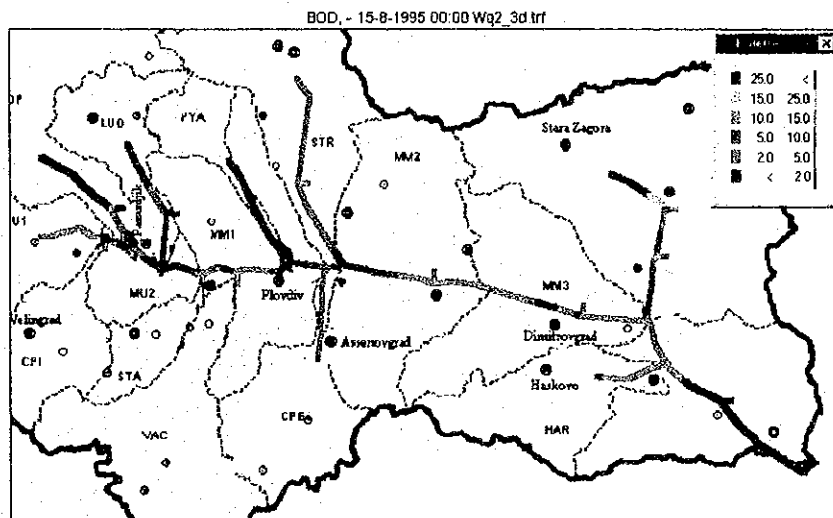 BOD, - 15-8-1995 00:00 Wq2_3d.trf
25.0 <
15.0 25.0
10.0 15.0
5.0 10.0
2.0 5.0
< 2.0
LUD
PYA
STR
MM2
Stara Zagora
MM1
MU2
Plovdiv
MM3
Velingrad
Assenovgrad
Dimitrovgrad
STA
Haskovo
VAC
HAR